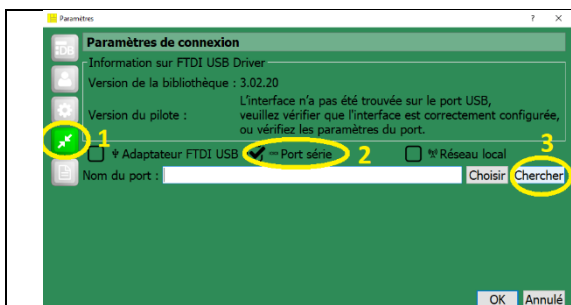 Paramètres ? ×
Paramètres de connexion
:DB
Information sur FTDI USB Driver
Version de la bibliothèque : 3.02.20
Version du pilote : L'interface n'a pas été trouvée sur le port USB,
veuillez vérifier que l'interface est correctement configurée,
ou vérifiez les paramètres du port.
1
Adaptateur FTDI USB Port série 2 Réseau local 3
Nom du port : Choisir Chercher
OK Annulé